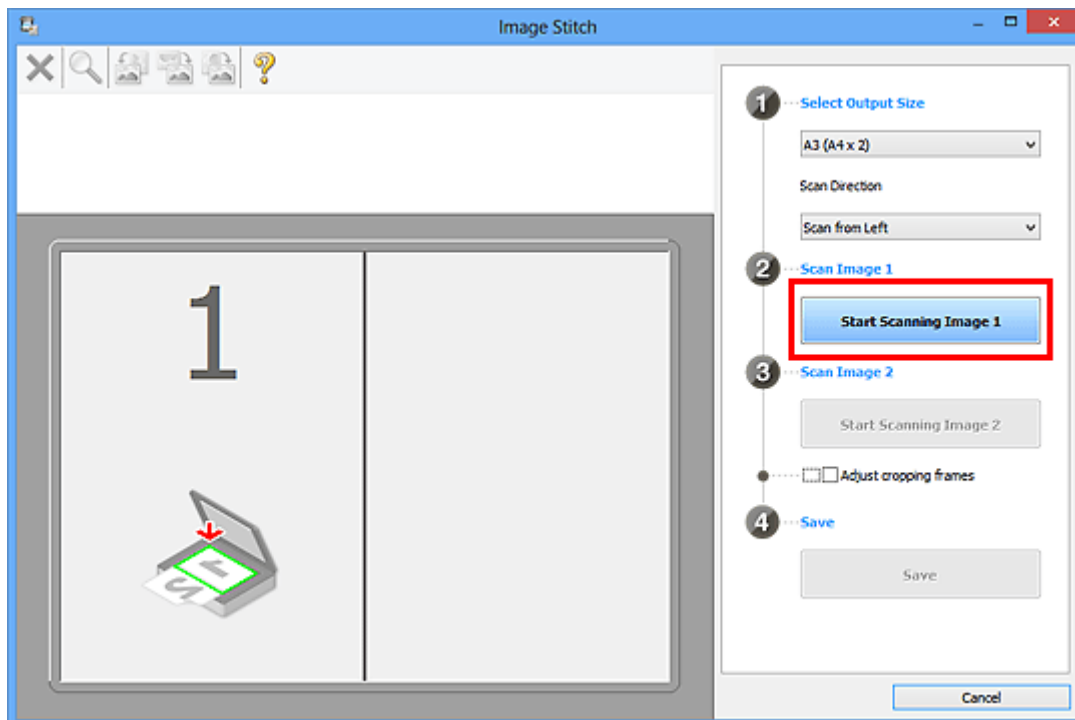 Image Stitch
1
1
Select Output Size
A3 (A4 x 2)
Scan Direction
Scan from Left
2
Scan Image 1
Start Scanning Image 1
3
Scan Image 2
Start Scanning Image 2
Adjust cropping frames
4
Save
Save
Cancel